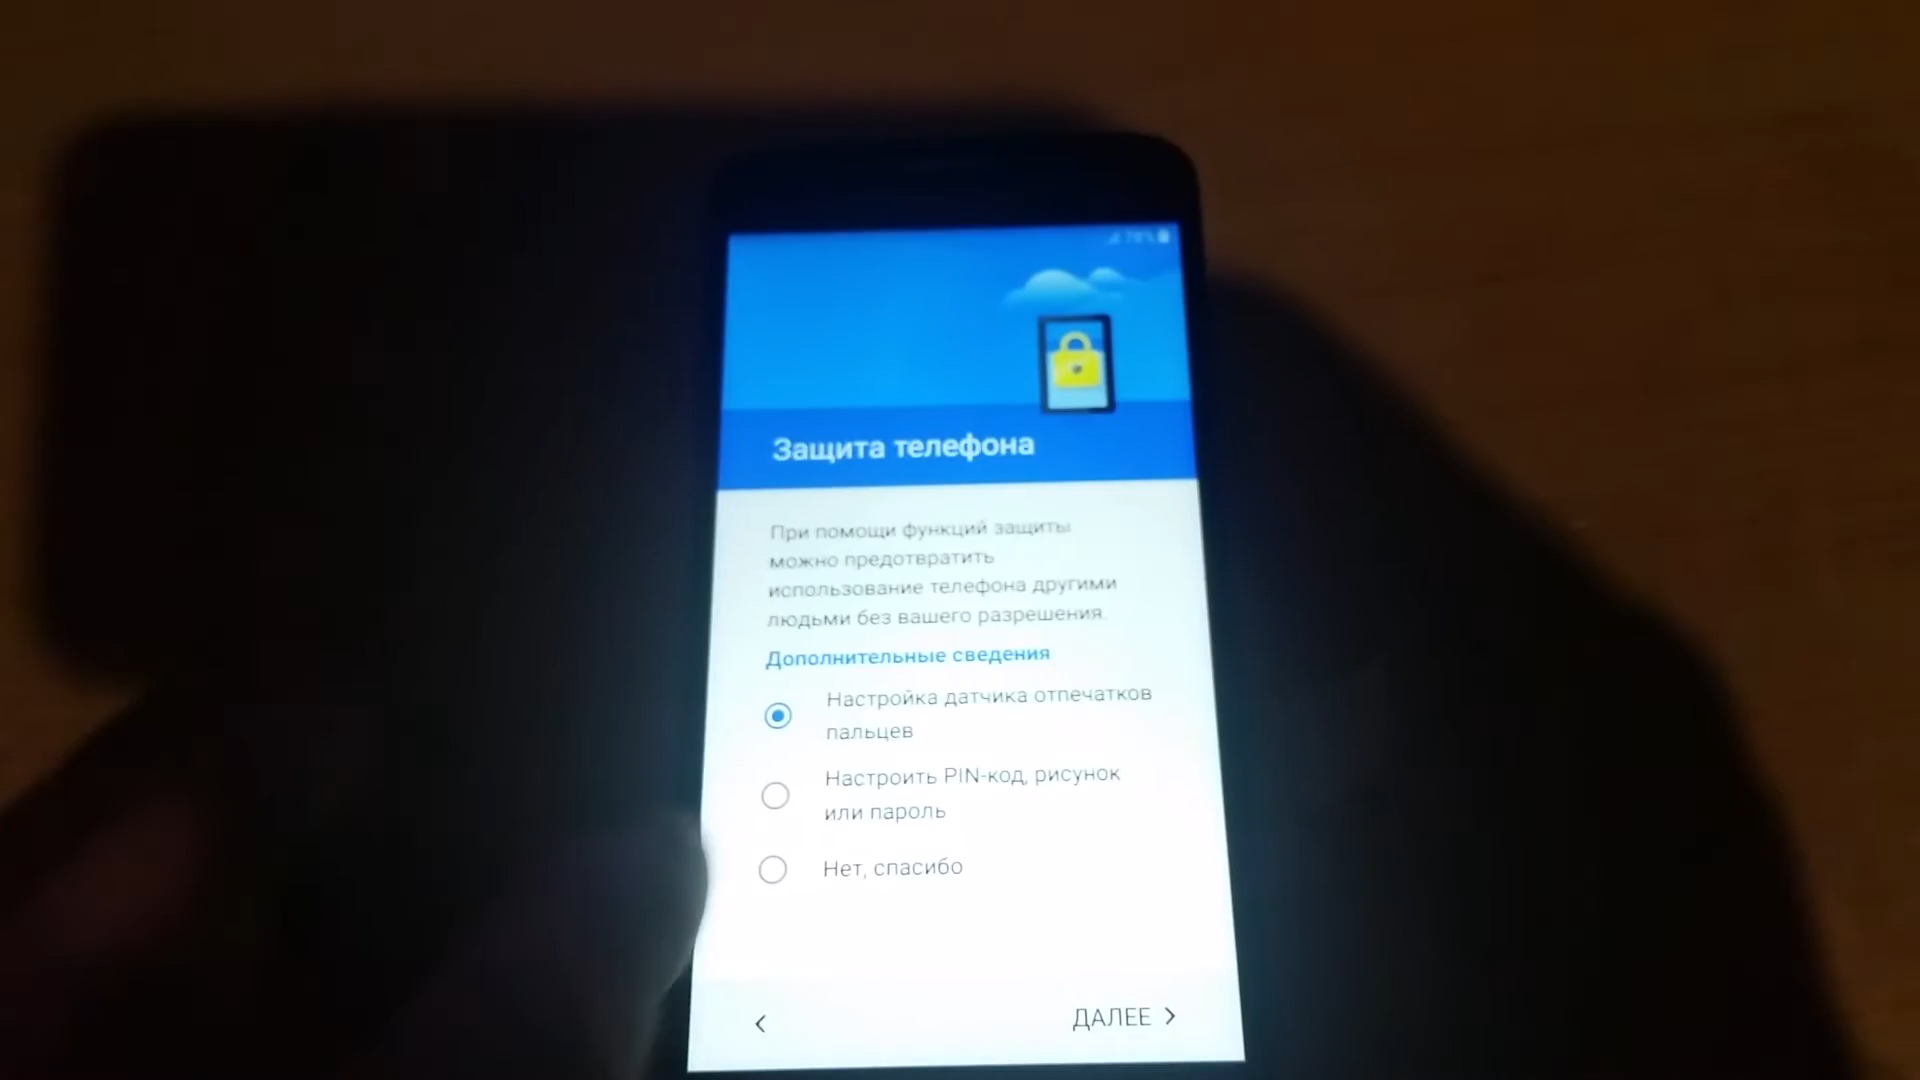 78%
Защита телефона
При помощи функций защиты
можно предотвратить
использование телефона другими
людьми без вашего разрешения.
Дополнительные сведения
Настройка датчика отпечатков
пальцев
Настроить PIN-код, рисунок
или пароль
Нет, спасибо
ДАЛЕЕ